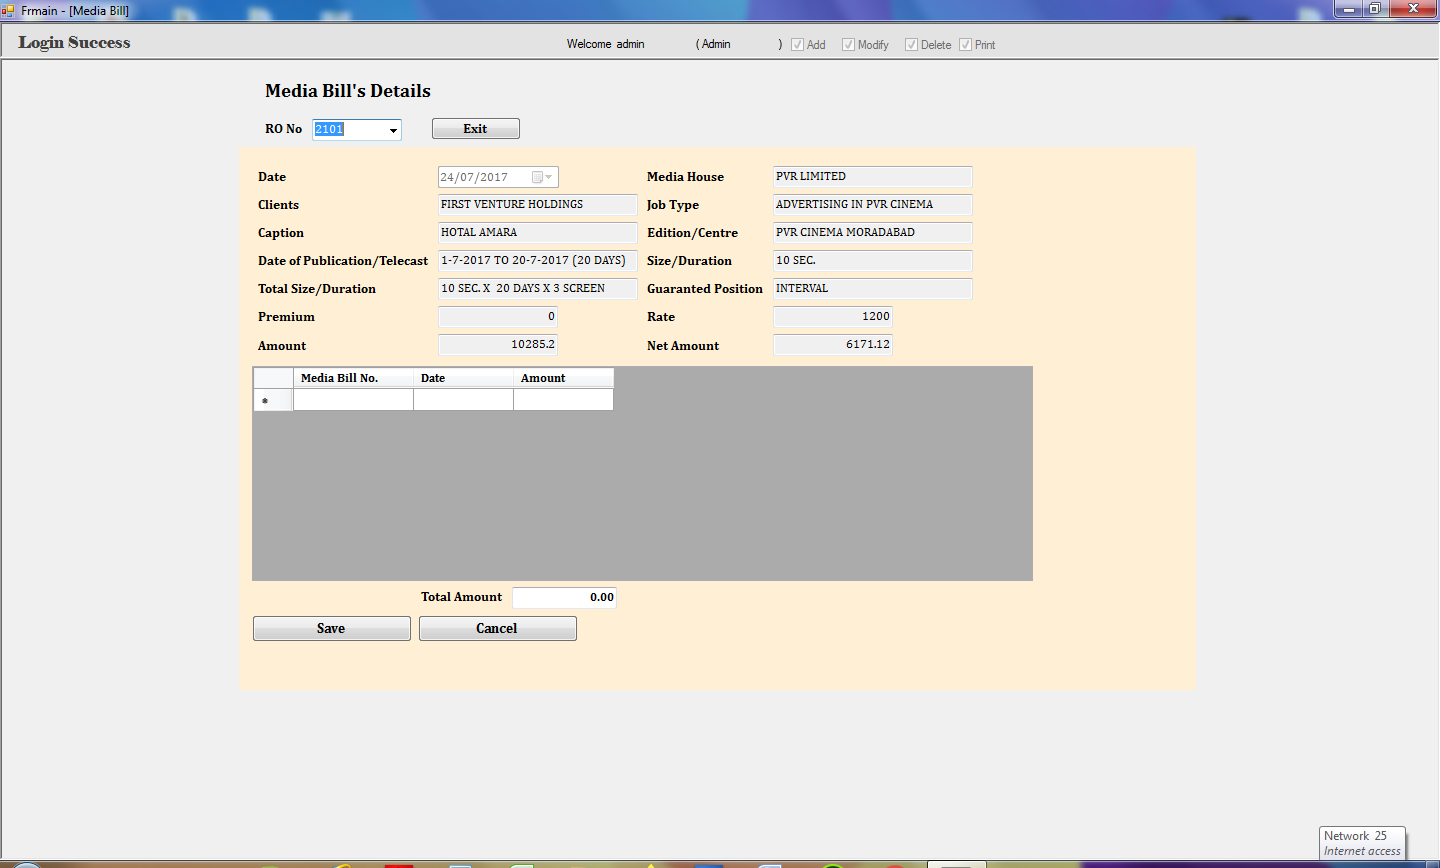 Frmain - [Media Bill]
Login Success
Welcome admin ( Admin ) Add Modify Delete Print
Media Bill's Details
RO No 2101 Exit
Date 24/07/2017 Media House PVR LIMITED
Clients FIRST VENTURE HOLDINGS Job Type ADVERTISING IN PVR CINEMA
Caption HOTAL AMARA Edition/Centre PVR CINEMA MORADABAD
Date of Publication/Telecast 1-7-2017 TO 20-7-2017 (20 DAYS) Size/Duration 10 SEC.
Total Size/Duration 10 SEC. X 20 DAYS X 3 SCREEN Guaranted Position INTERVAL
Premium 0 Rate 1200
Amount 10285.2 Net Amount 6171.12
Media Bill No. Date Amount
*
Total Amount 0.00
Save Cancel
Network 25
Internet access